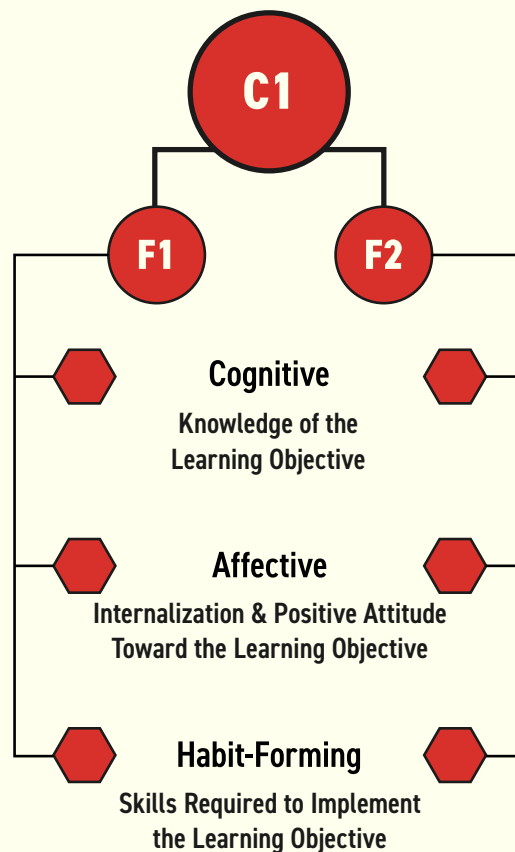 C1
F1
F2
Cognitive
Knowledge of the
Learning Objective
Affective
Internalization & Positive Attitude
Toward the Learning Objective
Habit-Forming
Skills Required to Implement
the Learning Objective